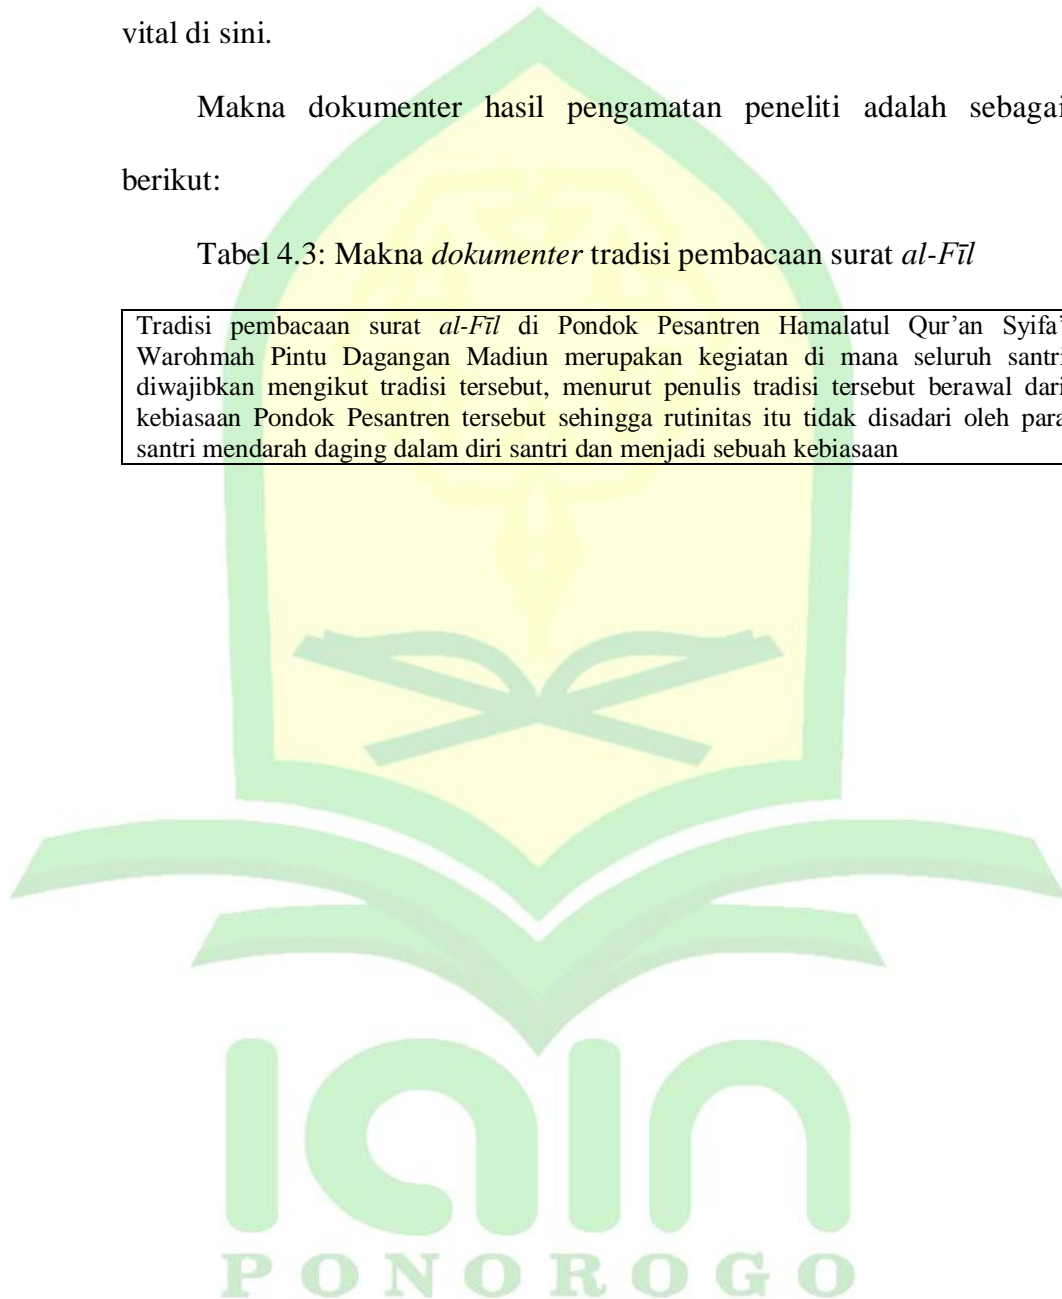 vital di sini.
Makna dokumenter hasil pengamatan peneliti adalah sebagai
berikut:
Tabel 4.3: Makna dokumenter tradisi pembacaan surat al-Fīl
Tradisi pembacaan surat al-Fīl di Pondok Pesantren Hamalatul Qur’an Syifa’
Warohmah Pintu Dagangan Madiun merupakan kegiatan di mana seluruh santri
diwajibkan mengikut tradisi tersebut, menurut penulis tradisi tersebut berawal dari
kebiasaan Pondok Pesantren tersebut sehingga rutinitas itu tidak disadari oleh para
santri mendarah daging dalam diri santri dan menjadi sebuah kebiasaan
iain
PONOROGO